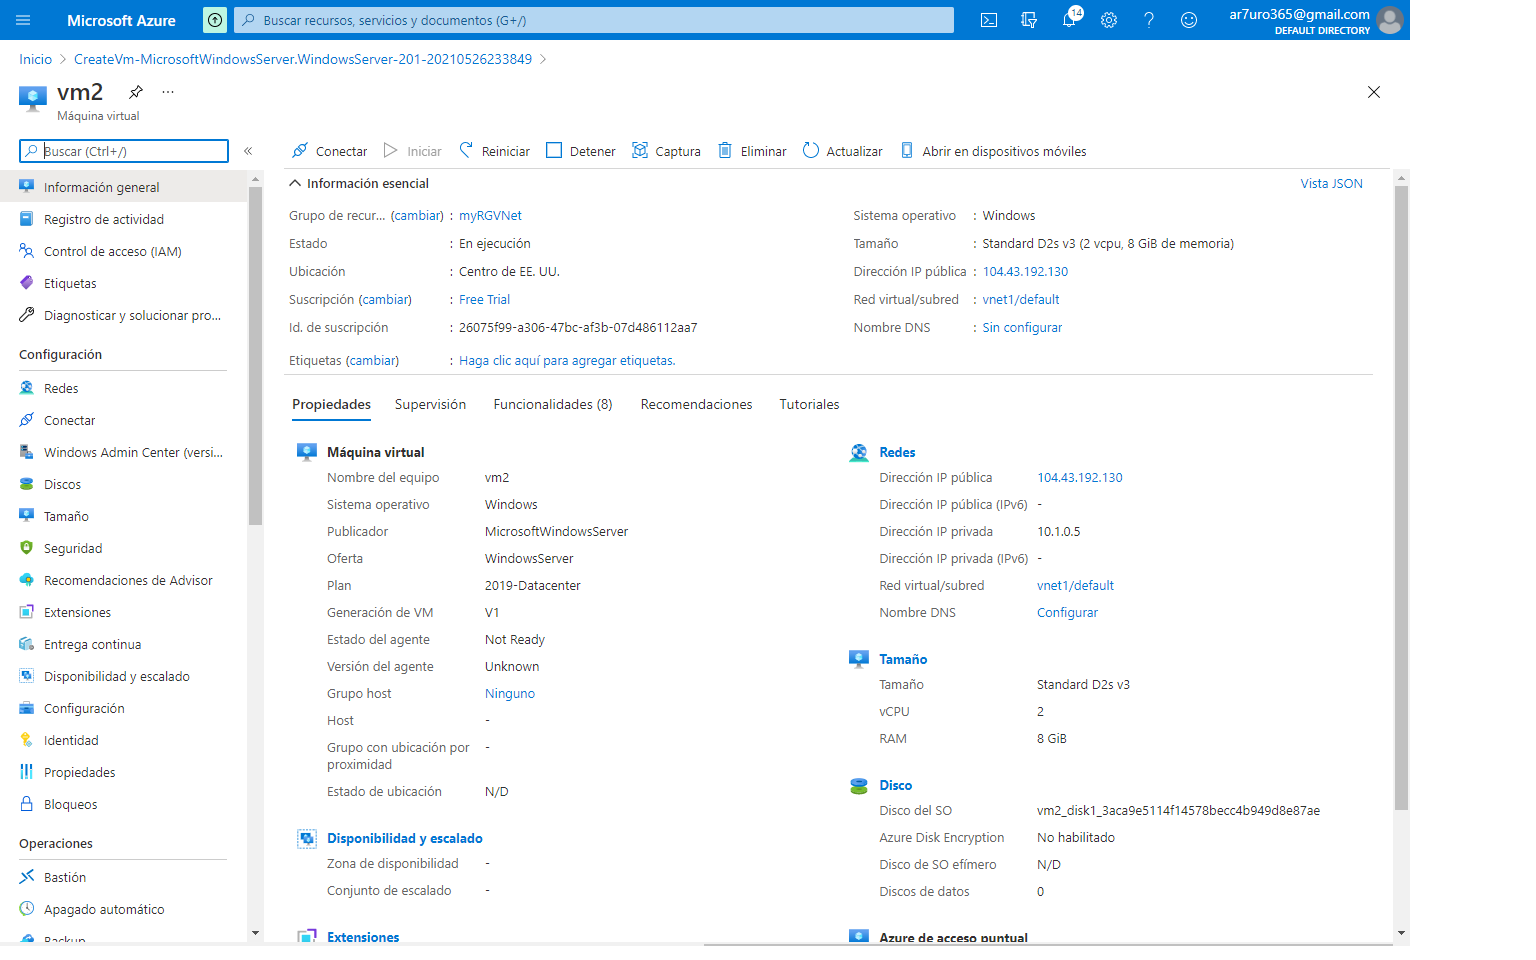 Microsoft Azure
Buscar recursos, servicios y documentos (G+/)
14
ar7uro365@gmail.com
DEFAULT DIRECTORY
Inicio > CreateVm-MicrosoftWindowsServer.WindowsServer-201-20210526233849 >
vm2 ...
Máquina virtual
Buscar (Ctrl+/) «
Conectar Iniciar Reiniciar Detener Captura Eliminar Actualizar Abrir en dispositivos móviles
Información general
Registro de actividad
Control de acceso (IAM)
Etiquetas
Diagnosticar y solucionar pro...
Configuración
Redes
Conectar
Windows Admin Center (versi...
Discos
Tamaño
Seguridad
Recomendaciones de Advisor
Extensiones
Entrega continua
Disponibilidad y escalado
Configuración
Identidad
Propiedades
Bloqueos
Operaciones
Bastión
Apagado automático
Backup
Información esencial
Vista JSON
Grupo de recur... (cambiar) : myRGVNet
Estado : En ejecución
Ubicación : Centro de EE. UU.
Suscripción (cambiar) : Free Trial
Id. de suscripción : 26075f99-a306-47bc-af3b-07d486112aa7
Etiquetas (cambiar) : Haga clic aquí para agregar etiquetas.
Sistema operativo : Windows
Tamaño : Standard D2s v3 (2 vcpu, 8 GiB de memoria)
Dirección IP pública : 104.43.192.130
Red virtual/subred : vnet1/default
Nombre DNS : Sin configurar
Propiedades Supervisión Funcionalidades (8) Recomendaciones Tutoriales
Máquina virtual
Nombre del equipo vm2
Sistema operativo Windows
Publicador MicrosoftWindowsServer
Oferta WindowsServer
Plan 2019-Datacenter
Generación de VM V1
Estado del agente Not Ready
Versión del agente Unknown
Grupo host Ninguno
Host -
Grupo con ubicación por -
proximidad
Estado de ubicación N/D
Disponibilidad y escalado
Zona de disponibilidad -
Conjunto de escalado -
Extensiones
Redes
Dirección IP pública 104.43.192.130
Dirección IP pública (IPv6) -
Dirección IP privada 10.1.0.5
Dirección IP privada (IPv6) -
Red virtual/subred vnet1/default
Nombre DNS Configurar
Tamaño
Tamaño Standard D2s v3
vCPU 2
RAM 8 GiB
Disco
Disco del SO vm2_disk1_3aca9e5114f14578becc4b949d8e87ae
Azure Disk Encryption No habilitado
Disco de SO efímero N/D
Discos de datos 0
Azure de acceso puntual